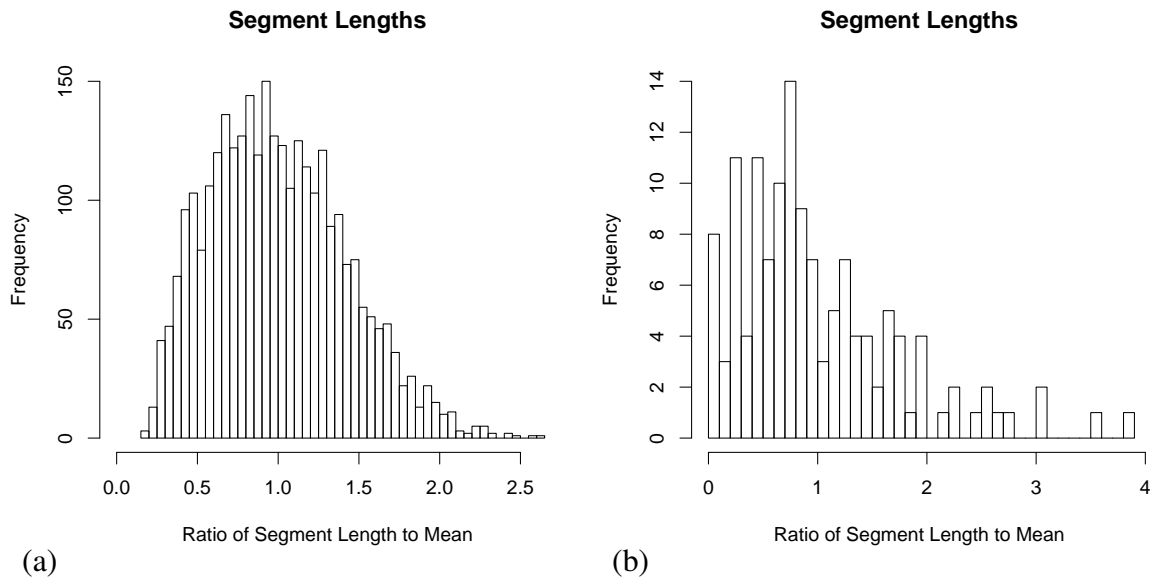 Segment Lengths
Frequency
150
100
50
0
0.0 0.5 1.0 1.5 2.0 2.5
Ratio of Segment Length to Mean
(a)
Segment Lengths
Frequency
14
12
10
8
6
4
2
0
0 1 2 3 4
Ratio of Segment Length to Mean
(b)